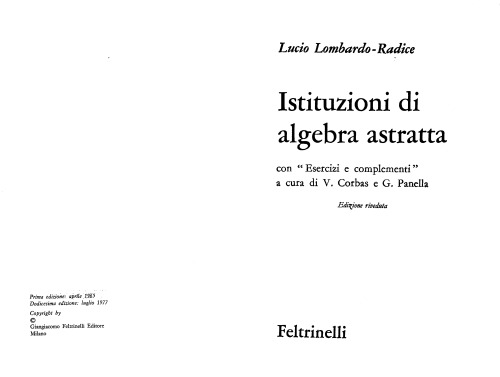 Prima edizione: aprile 1965
Dodicesima edizione: luglio 1977
Copyright by
©
Giangiacomo Feltrinelli Editore
Milano
Lucio Lombardo-Radice
Istituzioni di
algebra astratta
con "Esercizi e complementi"
a cura di V. Corbas e G. Panella
Edizione riveduta
Feltrinelli